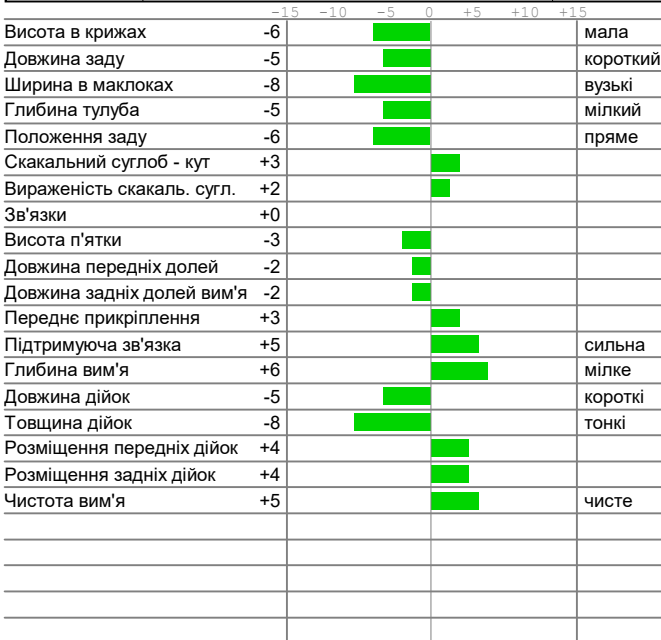 -15 -10 -5 0 +5 +10 +15
Висота в крижах -6 мала
Довжина заду -5 короткий
Ширина в маклоках -8 вузькі
Глибина тулуба -5 мілкий
Положення заду -6 пряме
Скакальний суглоб - кут +3
Вираженість скакаль. сугл. +2
Зв'язки +0
Висота п'ятки -3
Довжина передніх долей -2
Довжина задніх долей вим'я -2
Переднє прикріплення +3
Підтримуюча зв'язка +5 сильна
Глибина вим'я +6 мілке
Довжина дійок -5 короткі
Товщина дійок -8 тонкі
Розміщення передніх дійок +4
Розміщення задніх дійок +4
Чистота вим'я +5 чисте